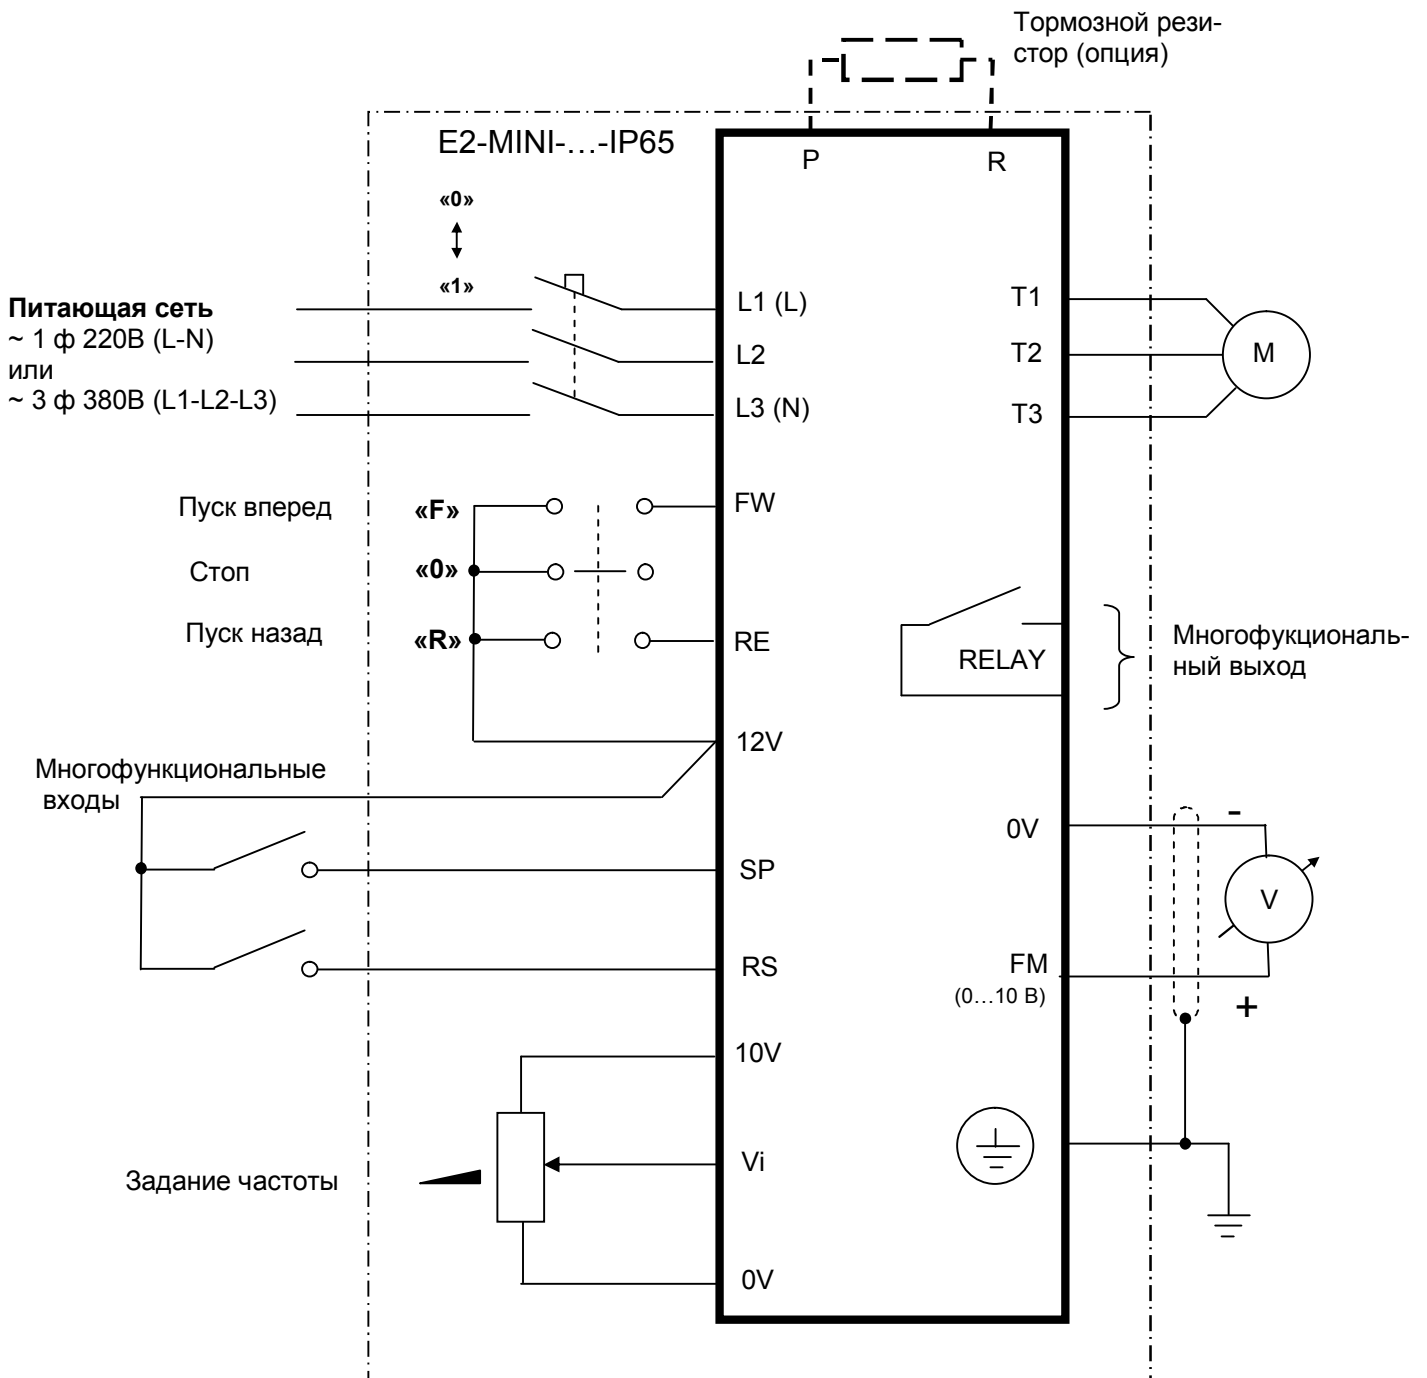 Тормозной рези-
стор (опция)
E2-MINI-…-IP65
P
R
«0»
«1»
Питающая сеть
~ 1 ф 220В (L-N)
или
~ 3 ф 380В (L1-L2-L3)
L1 (L)
L2
L3 (N)
T1
T2
T3
M
Пуск вперед
«F»
FW
Стоп
«0»
Пуск назад
«R»
RE
RELAY
Многофукциональ-
ный выход
12V
Многофункциональные
входы
SP
RS
0V
-
V
FM
(0…10 В)
+
10V
Задание частоты
Vi
0V